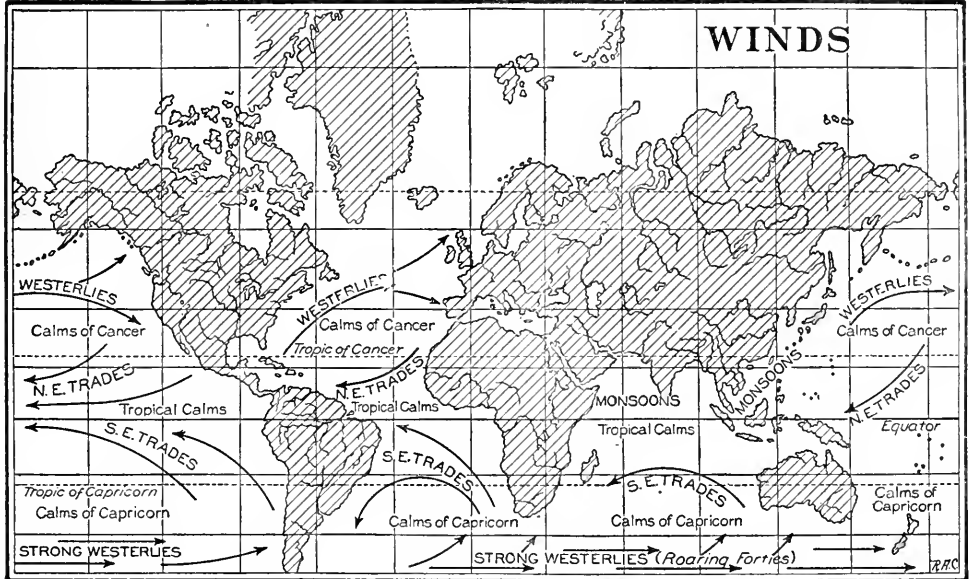 WINDS
WESTERLIES
WESTERLIES
WESTERLIES
Calms of Cancer
Calms of Cancer
Calms of Cancer
Tropic of Cancer
N.E. TRADES
N.E. TRADES
N.E. TRADES
Tropical Calms
Tropical Calms
MONSOONS
MONSOONS
Tropical Calms
Equator
S.E. TRADES
S.E. TRADES
S.E. TRADES
Tropic of Capricorn
Calms of Capricorn
Calms of Capricorn
Calms of Capricorn
Calms of
Capricorn
STRONG WESTERLIES
STRONG WESTERLIES (Roaring Forties)
R.A.C.